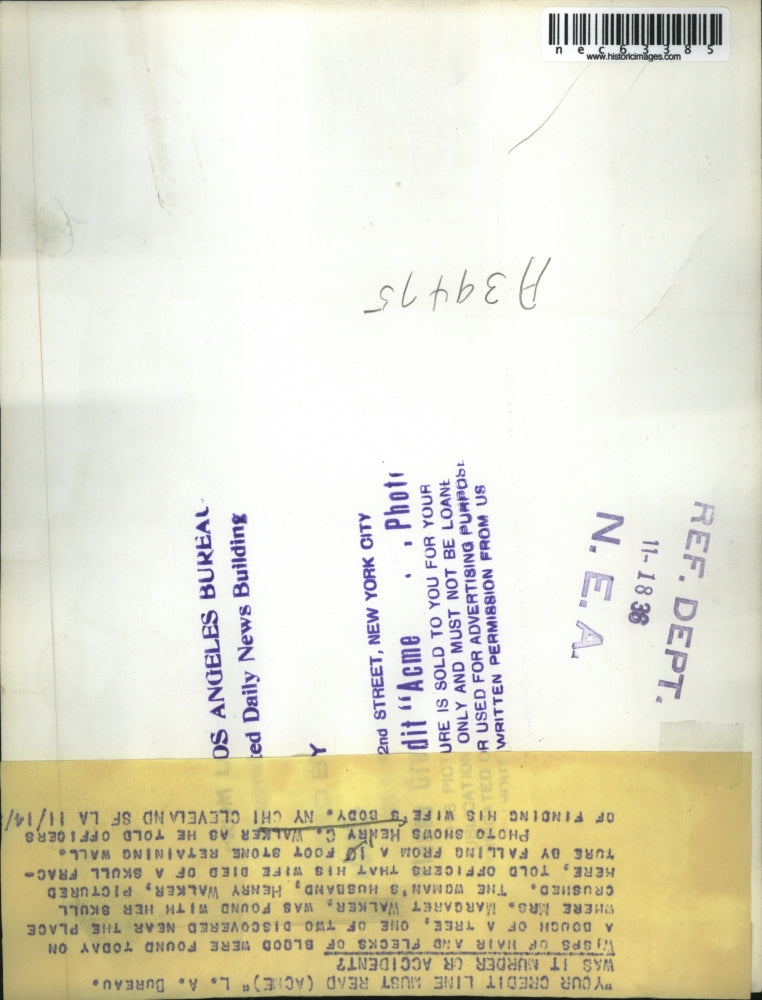 nec63385
www.historicimages.com
A39475
OS ANGELES BUREAU
ted Daily News Building
Y
2nd STREET, NEW YORK CITY
dit "Acme Phot
URE IS SOLD TO YOU FOR YOUR
ONLY AND MUST NOT BE LOANE
R USED FOR ADVERTISING PURPOSE
WRITTEN PERMISSION FROM US
N. E. A.
11-18 36
REF. DEPT.
"YOUR CREDIT LINE MUST READ (ACME)" L. A. BUREAU.
WAS IT MURDER OR ACCIDENT?
WISPS OF HAIR AND FLECKS OF BLOOD WERE FOUND TODAY ON
A BOUGH OF A TREE, ONE OF TWO DISCOVERED NEAR THE PLACE
WHERE MRS. MARGARET WALKER, WAS FOUND WITH HER SKULL
CRUSHED. THE WOMAN'S HUSBAND, HENRY WALKER, PICTURED
HERE, TOLD OFFICERS THAT HIS WIFE DIED OF A SKULL FRAC-
TURE BY FALLING FROM A 10 FOOT STONE RETAINING WALL.
PHOTO SHOWS HENRY C. WALKER AS HE TOLD OFFICERS
OF FINDING HIS WIFE'S BODY. NY CHI CLEVELAND SF LA 11/14/